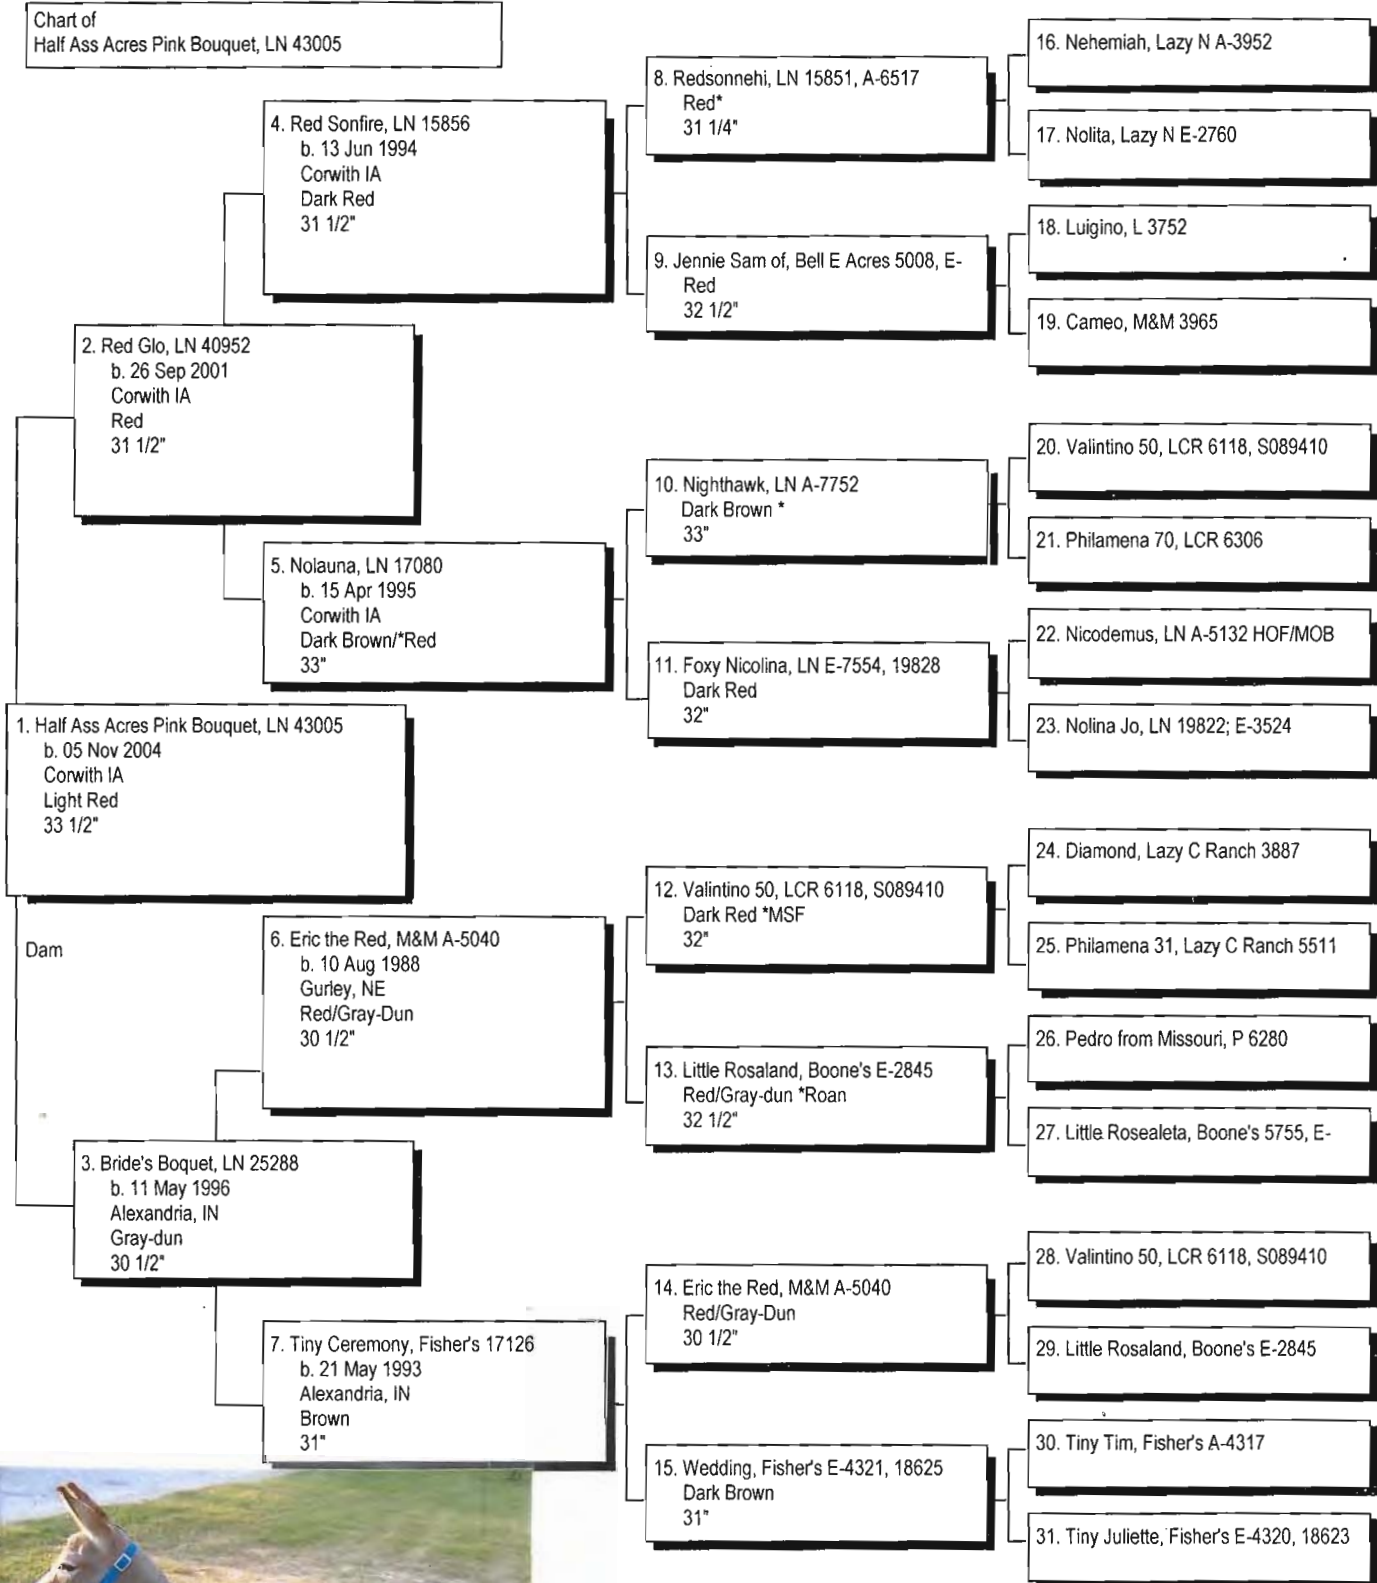 Chart of
Half Ass Acres Pink Bouquet, LN 43005
1. Half Ass Acres Pink Bouquet, LN 43005
b. 05 Nov 2004
Corwith IA
Light Red
33 1/2"
Dam
2. Red Glo, LN 40952
b. 26 Sep 2001
Corwith IA
Red
31 1/2"
3. Bride's Boquet, LN 25288
b. 11 May 1996
Alexandria, IN
Gray-dun
30 1/2"
4. Red Sonfire, LN 15856
b. 13 Jun 1994
Corwith IA
Dark Red
31 1/2"
5. Nolauna, LN 17080
b. 15 Apr 1995
Corwith IA
Dark Brown/*Red
33"
6. Eric the Red, M&M A-5040
b. 10 Aug 1988
Gurley, NE
Red/Gray-Dun
30 1/2"
7. Tiny Ceremony, Fisher's 17126
b. 21 May 1993
Alexandria, IN
Brown
31"
8. Redsonnehi, LN 15851, A-6517
Red*
31 1/4"
9. Jennie Sam of, Bell E Acres 5008, E-
Red
32 1/2"
10. Nighthawk, LN A-7752
Dark Brown *
33"
11. Foxy Nicolina, LN E-7554, 19828
Dark Red
32"
12. Valintino 50, LCR 6118, S089410
Dark Red *MSF
32"
13. Little Rosaland, Boone's E-2845
Red/Gray-dun *Roan
32 1/2"
14. Eric the Red, M&M A-5040
Red/Gray-Dun
30 1/2"
15. Wedding, Fisher's E-4321, 18625
Dark Brown
31"
16. Nehemiah, Lazy N A-3952
17. Nolita, Lazy N E-2760
18. Luigino, L 3752
19. Cameo, M&M 3965
20. Valintino 50, LCR 6118, S089410
21. Philamena 70, LCR 6306
22. Nicodemus, LN A-5132 HOF/MOB
23. Nolina Jo, LN 19822; E-3524
24. Diamond, Lazy C Ranch 3887
25. Philamena 31, Lazy C Ranch 5511
26. Pedro from Missouri, P 6280
27. Little Rosealeta, Boone's 5755, E-
28. Valintino 50, LCR 6118, S089410
29. Little Rosaland, Boone's E-2845
30. Tiny Tim, Fisher's A-4317
31. Tiny Juliette, Fisher's E-4320, 18623